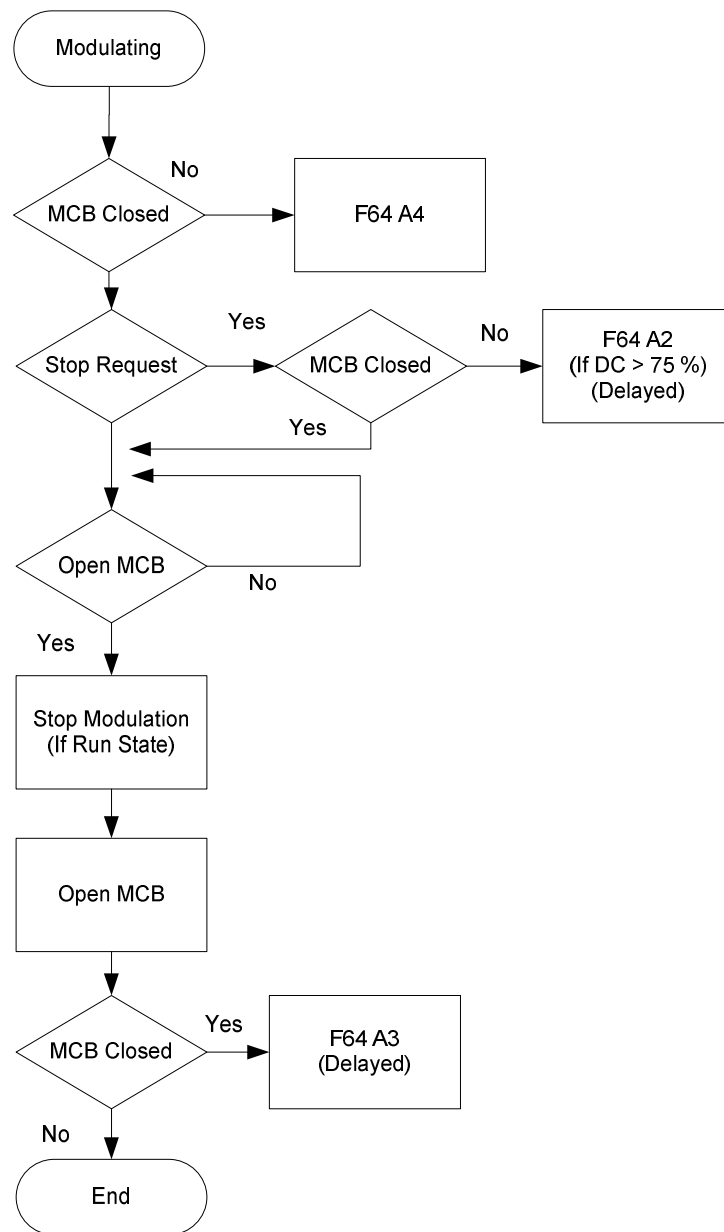 Modulating
No
MCB Closed
F64 A4
Yes
No
Stop Request
MCB Closed
F64 A2
(If DC > 75 %)
(Delayed)
Yes
Open MCB
No
Yes
Stop Modulation
(If Run State)
Open MCB
Yes
MCB Closed
F64 A3
(Delayed)
No
End